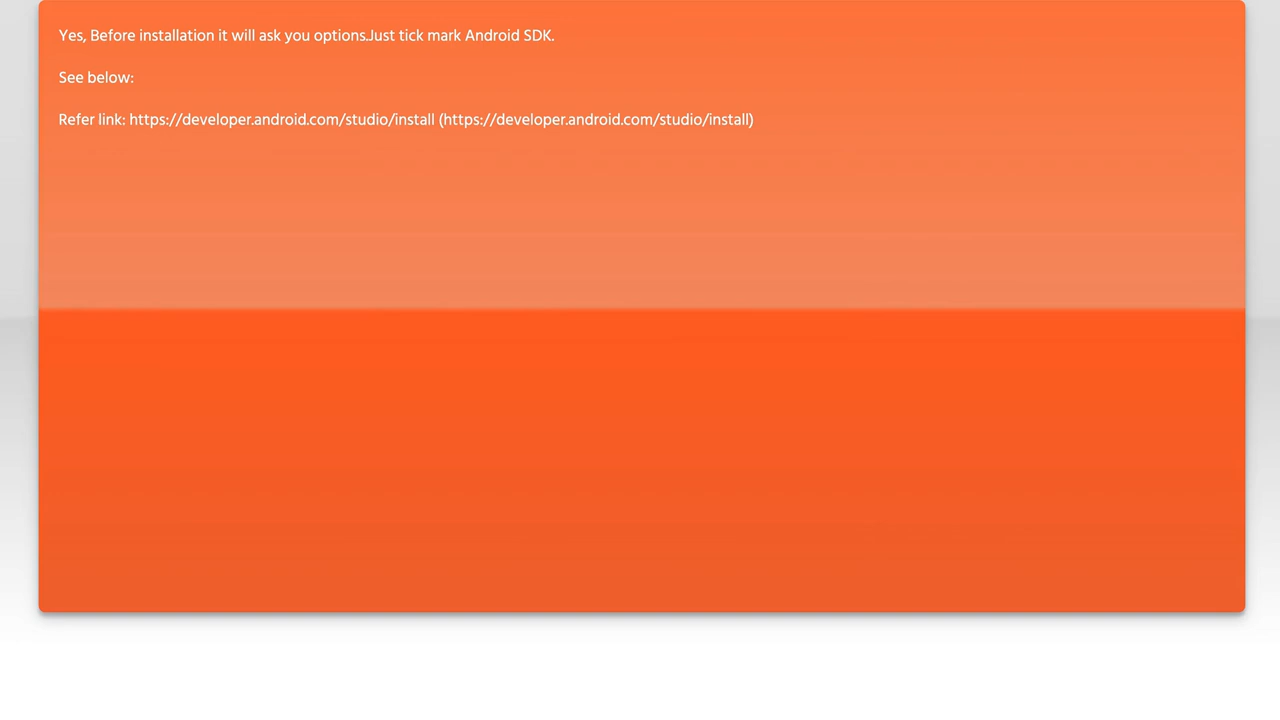 Yes, Before installation it will ask you options.Just tick mark Android SDK.
See below:
Refer link: https://developer.android.com/studio/install (https://developer.android.com/studio/install)